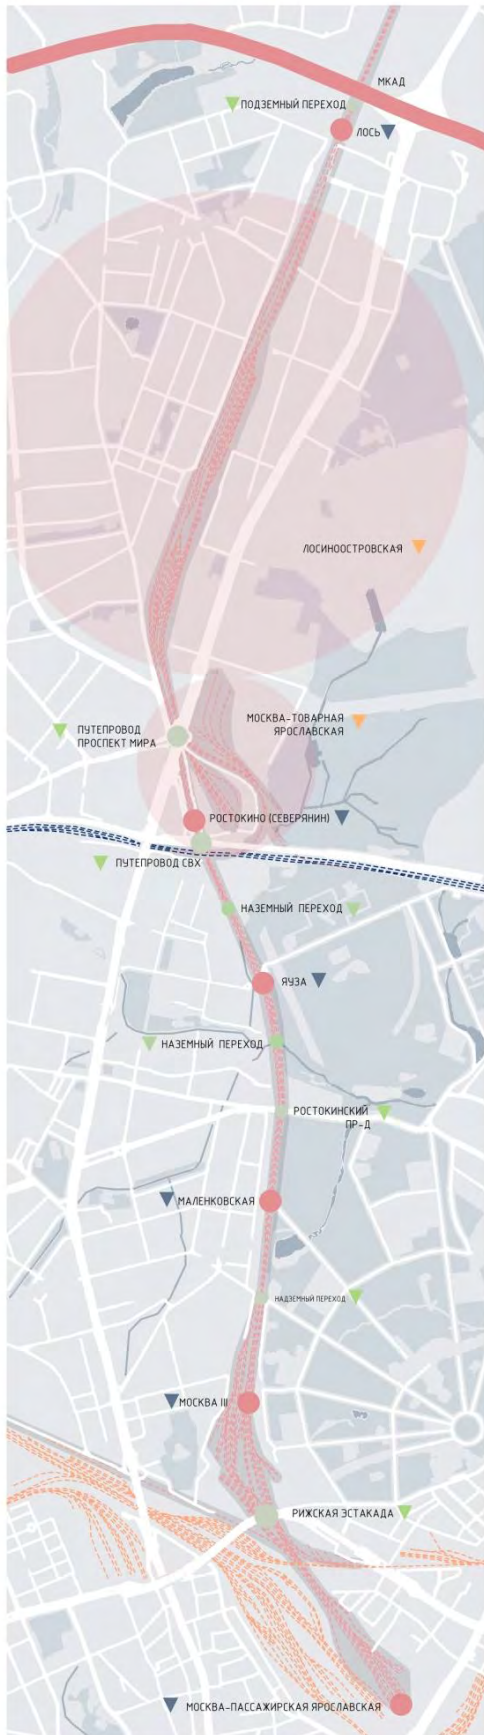 МКАД
ПОДЗЕМНЫЙ ПЕРЕХОД
ЛОСЬ
ЛОСИНООСТРОВСКАЯ
МОСКВА-ТОВАРНАЯ
ЯРОСЛАВСКАЯ
ПУТЕПРОВОД
ПРОСПЕКТ МИРА
РОСТОКИНО (СЕВЕРЯНИН)
ПУТЕПРОВОД СВХ
НАЗЕМНЫЙ ПЕРЕХОД
ЯУЗА
НАЗЕМНЫЙ ПЕРЕХОД
РОСТОКИНСКИЙ
ПР-Д
МАЛЕНКОВСКАЯ
НАДЗЕМНЫЙ ПЕРЕХОД
МОСКВА III
РИЖСКАЯ ЭСТАКАДА
МОСКВА-ПАССАЖИРСКАЯ ЯРОСЛАВСКАЯ